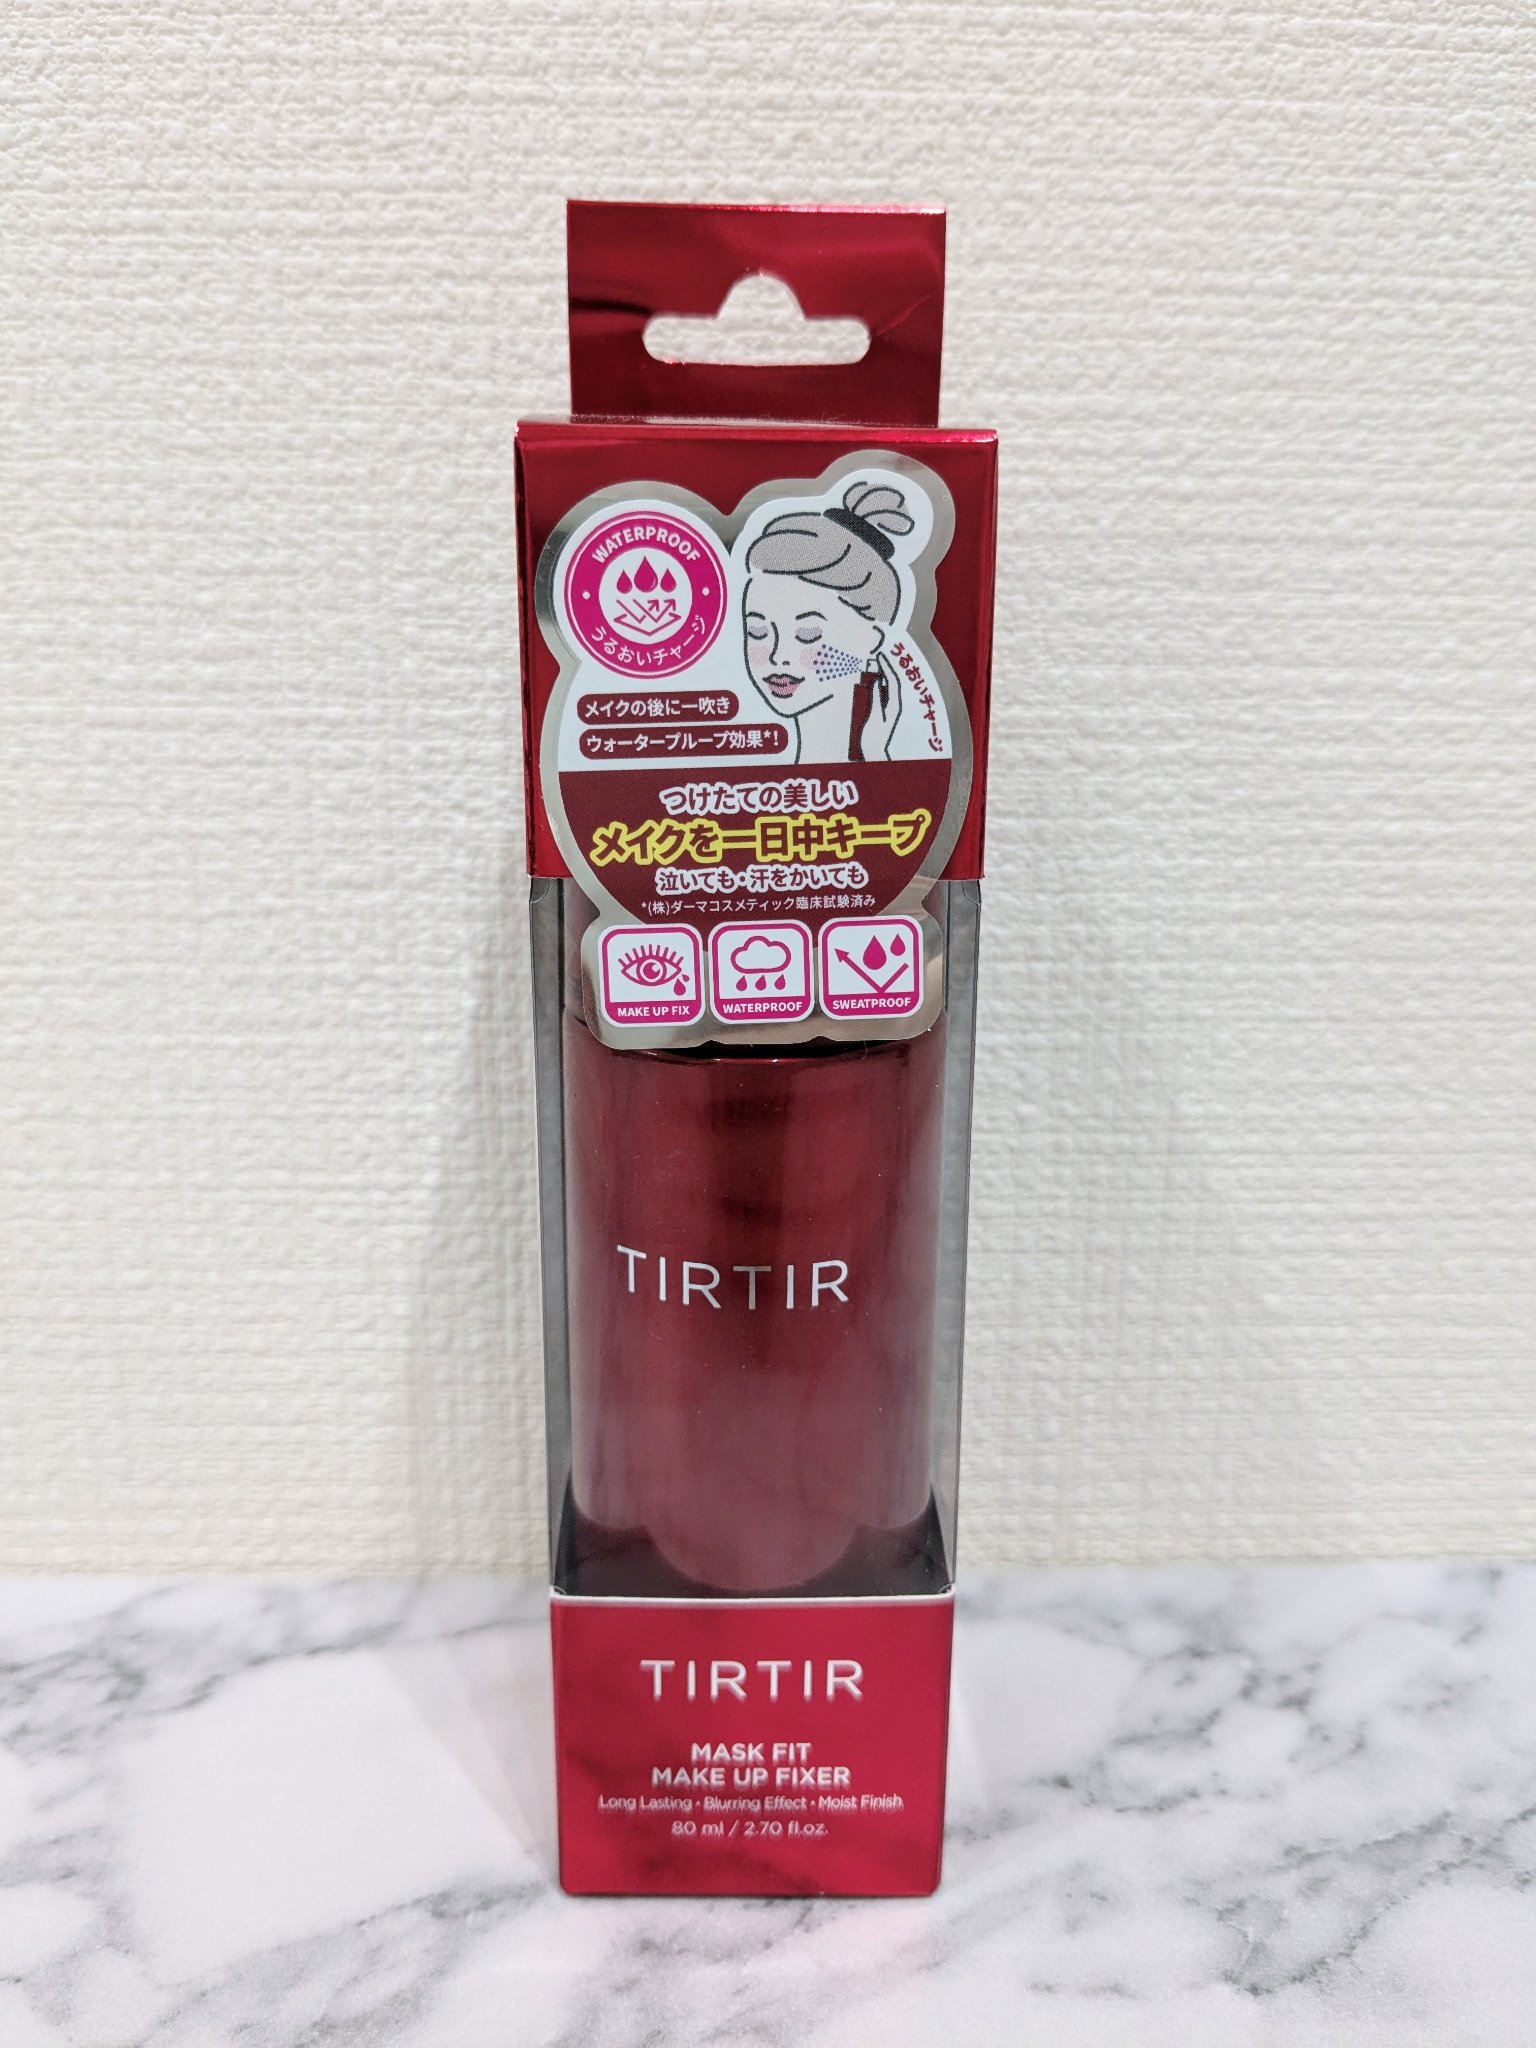 WATERPROOF
うるおいチャージ
うるおいチャージ
メイクの後に一吹き
ウォータープループ効果*!
つけたての美しい
メイクを一日中キープ
泣いても・汗をかいても
*(株)ダーマコスメティック臨床試験済み
MAKE UP FIX
WATERPROOF
SWEATPROOF
TIRTIR
TIRTIR
MASK FIT
MAKE UP FIXER
Long Lasting • Blurring Effect • Moist Finish
80 ml / 2.70 fl.oz.